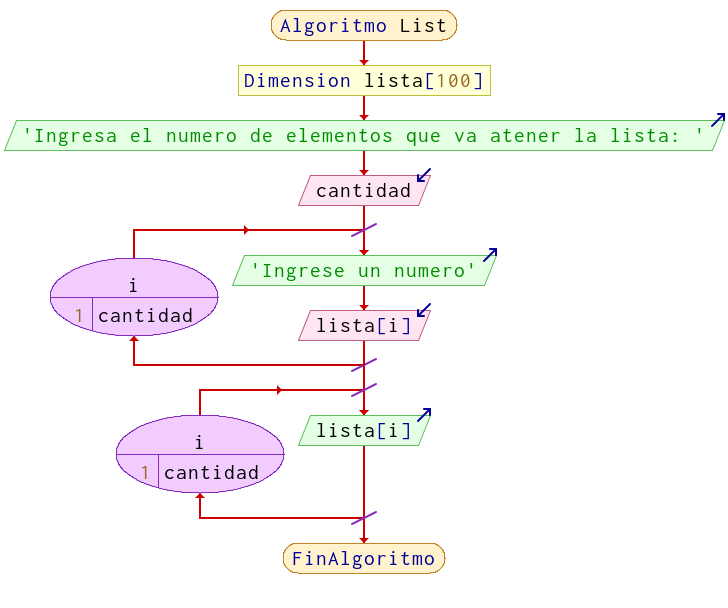 Algoritmo List
Dimension lista[100]
'Ingresa el numero de elementos que va atener la lista: '
cantidad
'Ingrese un numero'
i
1 cantidad
lista[i]
lista[i]
i
1 cantidad
FinAlgoritmo